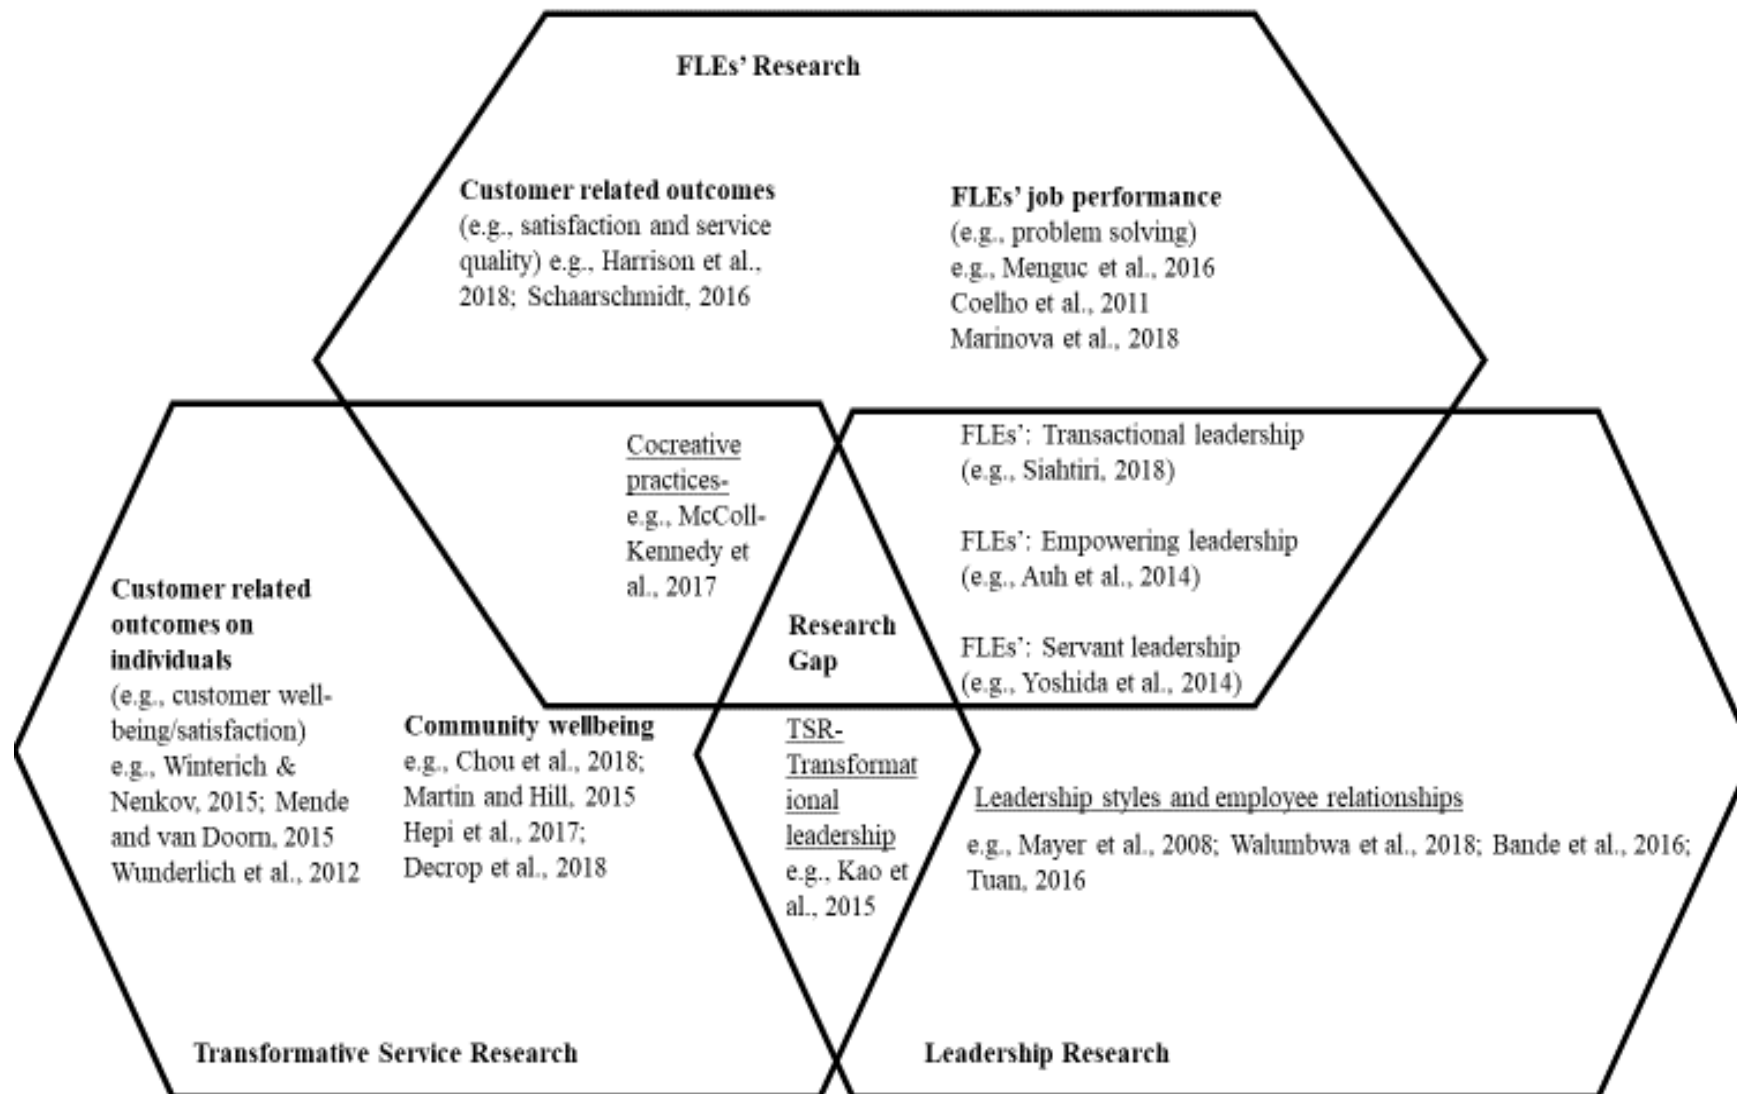 FLEs’ Research
Customer related outcomes
(e.g., satisfaction and service
quality) e.g., Harrison et al.,
2018; Schaarschmidt, 2016
FLEs’ job performance
(e.g., problem solving)
e.g., Menguc et al., 2016
Coelho et al., 2011
Marinova et al., 2018
Cocreative
practices-
e.g., McColl-
Kennedy et
al., 2017
FLEs’: Transactional leadership
(e.g., Siahtiri, 2018)
FLEs’: Empowering leadership
(e.g., Auh et al., 2014)
FLEs’: Servant leadership
(e.g., Yoshida et al., 2014)
Research
Gap
Customer related
outcomes on
individuals
(e.g., customer well-
being/satisfaction)
e.g., Winterich &
Nenkov, 2015; Mende
and van Doorn, 2015
Wunderlich et al., 2012
Community wellbeing
e.g., Chou et al., 2018;
Martin and Hill, 2015
Hepi et al., 2017;
Decrop et al., 2018
TSR-
Transformat
ional
leadership
e.g., Kao et
al., 2015
Leadership styles and employee relationships
e.g., Mayer et al., 2008; Walumbwa et al., 2018; Bande et al., 2016;
Tuan, 2016
Transformative Service Research
Leadership Research